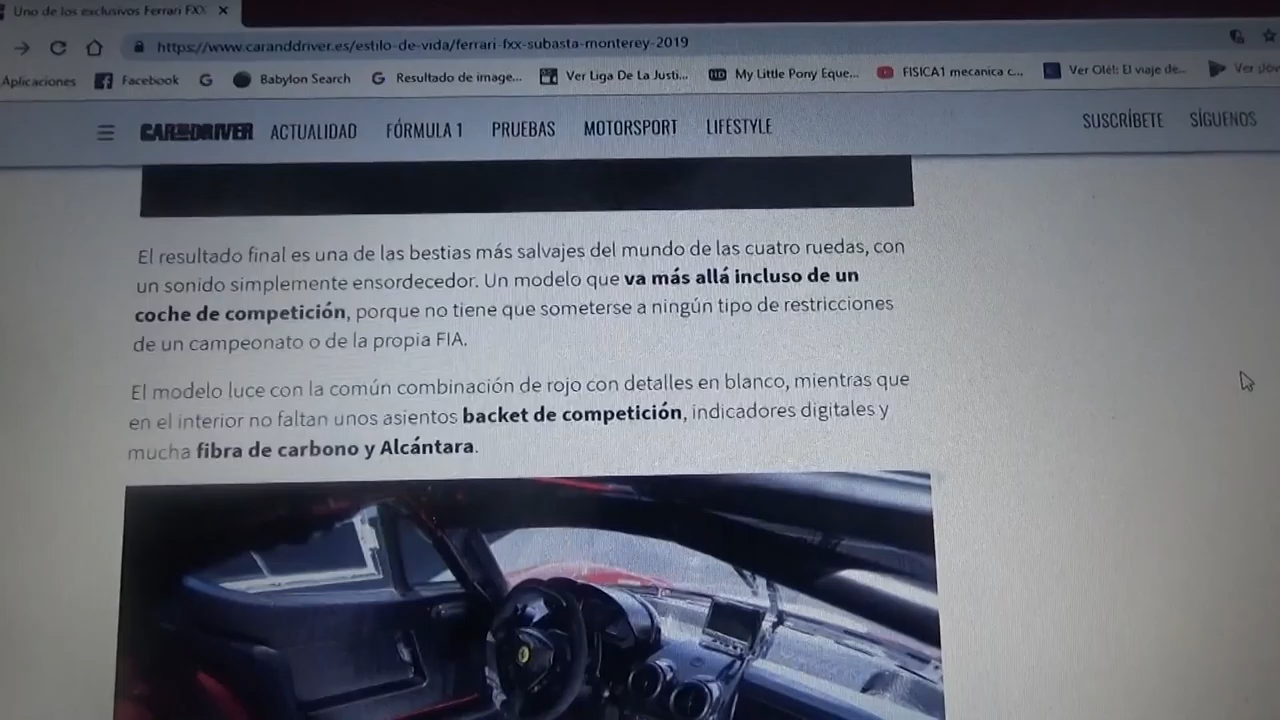 Uno de los exclusivos Ferrari FXX
https://www.caranddriver.es/estilo-de-vida/ferrari-fxx-subasta-monterey-2019
Aplicaciones Facebook Babylon Search Resultado de image... Ver Liga De La Justi... My Little Pony Eque... FISICA1 mecanica c... Ver Olé!: El viaje de... Ver
CAR AND DRIVER ACTUALIDAD FÓRMULA 1 PRUEBAS MOTORSPORT LIFESTYLE SUSCRÍBETE SÍGUENOS
El resultado final es una de las bestias más salvajes del mundo de las cuatro ruedas, con
un sonido simplemente ensordecedor. Un modelo que va más allá incluso de un
coche de competición, porque no tiene que someterse a ningún tipo de restricciones
de un campeonato o de la propia FIA.
El modelo luce con la común combinación de rojo con detalles en blanco, mientras que
en el interior no faltan unos asientos backet de competición, indicadores digitales y
mucha fibra de carbono y Alcántara.